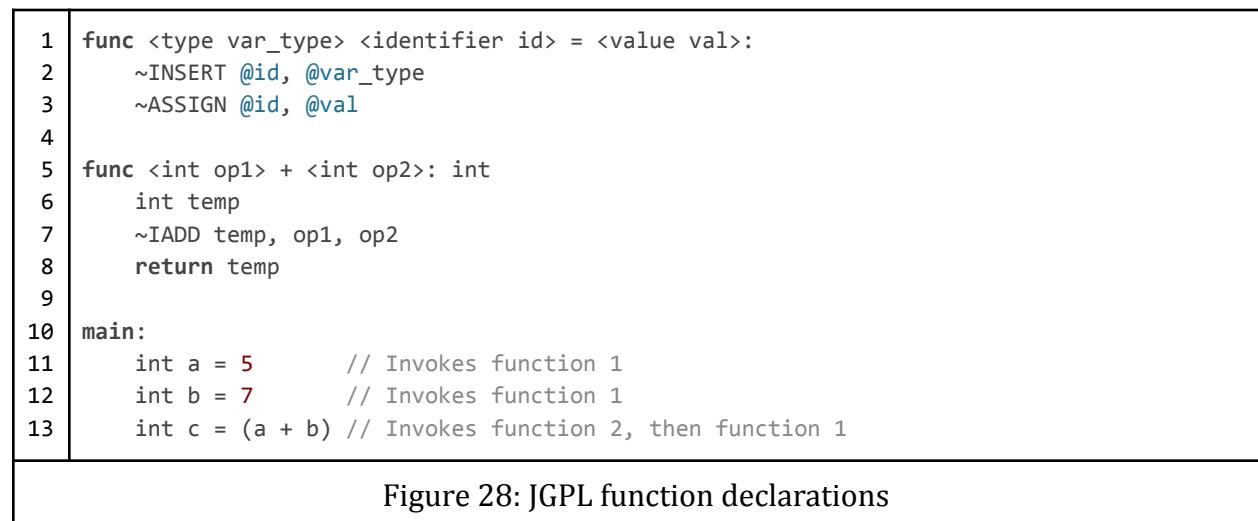 1 func <type var_type> <identifier id> = <value val>:
2     ~INSERT @id, @var_type
3     ~ASSIGN @id, @val
4
5 func <int op1> + <int op2>: int
6     int temp
7     ~IADD temp, op1, op2
8     return temp
9
10 main:
11     int a = 5       // Invokes function 1
12     int b = 7       // Invokes function 1
13     int c = (a + b) // Invokes function 2, then function 1
Figure 28: JGPL function declarations